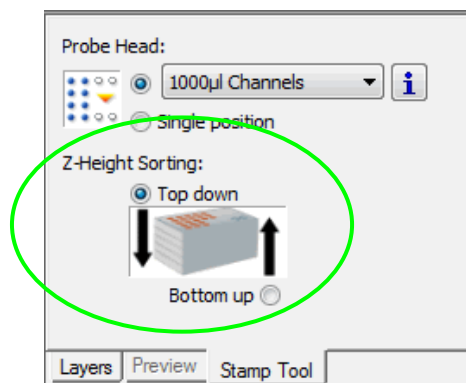 Probe Head:
1000µl Channels
i
Single position
Z-Height Sorting:
Top down
Bottom up
Layers Preview Stamp Tool